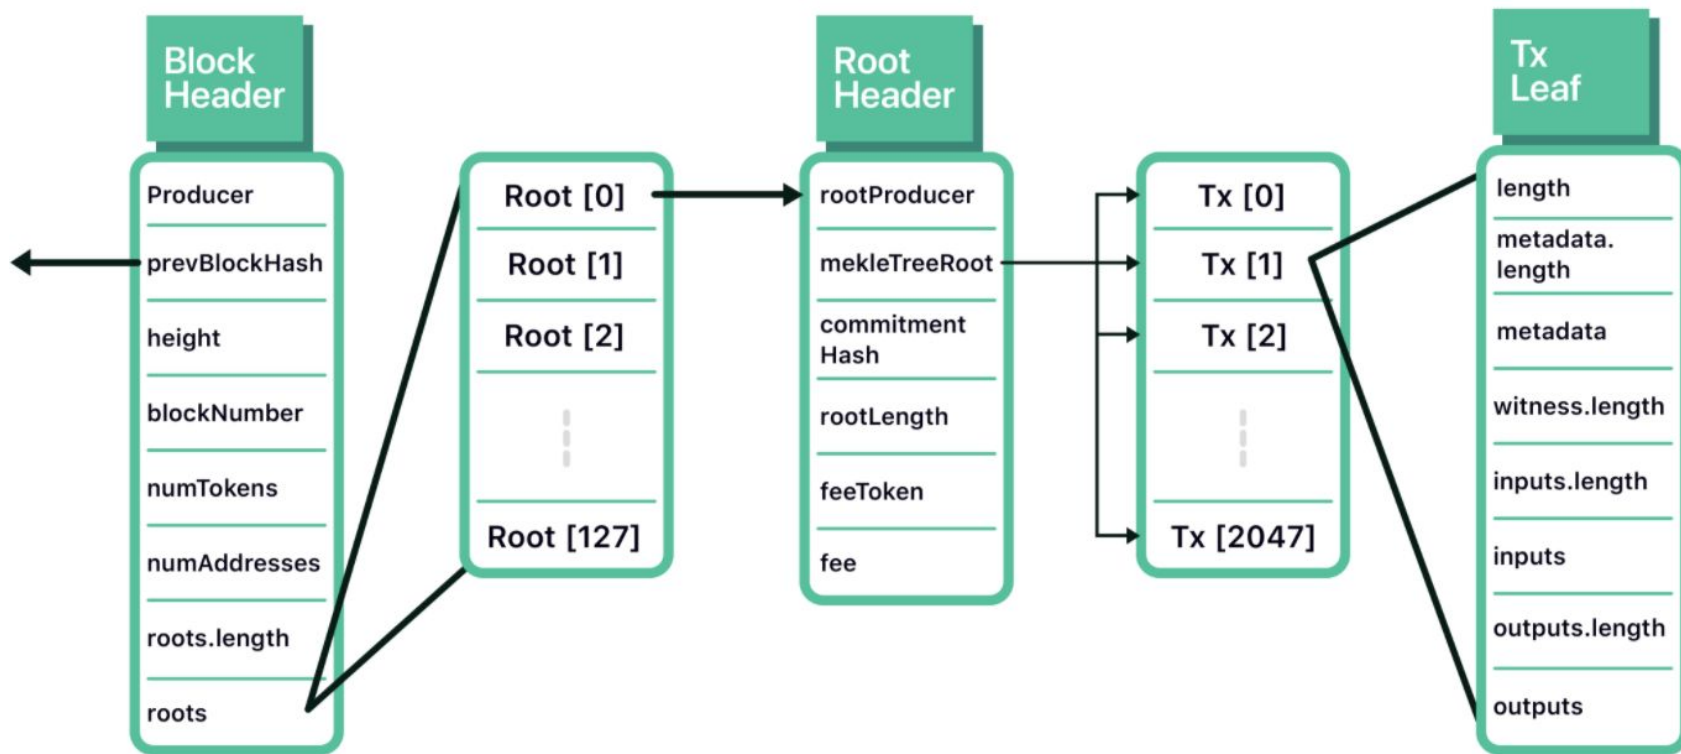 Block
Header
Producer
prevBlockHash
height
blockNumber
numTokens
numAddresses
roots.length
roots
Root [0]
Root [1]
Root [2]
Root [127]
Root
Header
rootProducer
mekleTreeRoot
commitment
Hash
rootLength
feeToken
fee
Tx [0]
Tx [1]
Tx [2]
Tx [2047]
Tx
Leaf
length
metadata.
length
metadata
witness.length
inputs.length
inputs
outputs.length
outputs